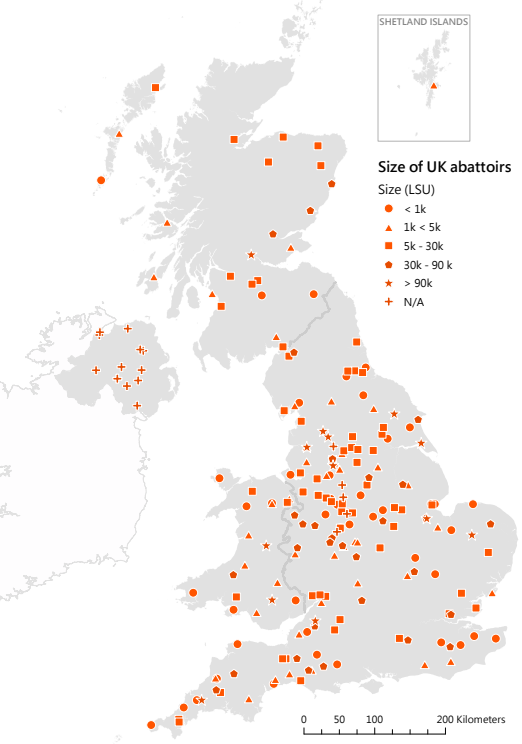 SHETLAND ISLANDS
Size of UK abattoirs
Size (LSU)
< 1k
1k < 5k
5k - 30k
30k - 90 k
> 90k
N/A
0 50 100 200 Kilometers